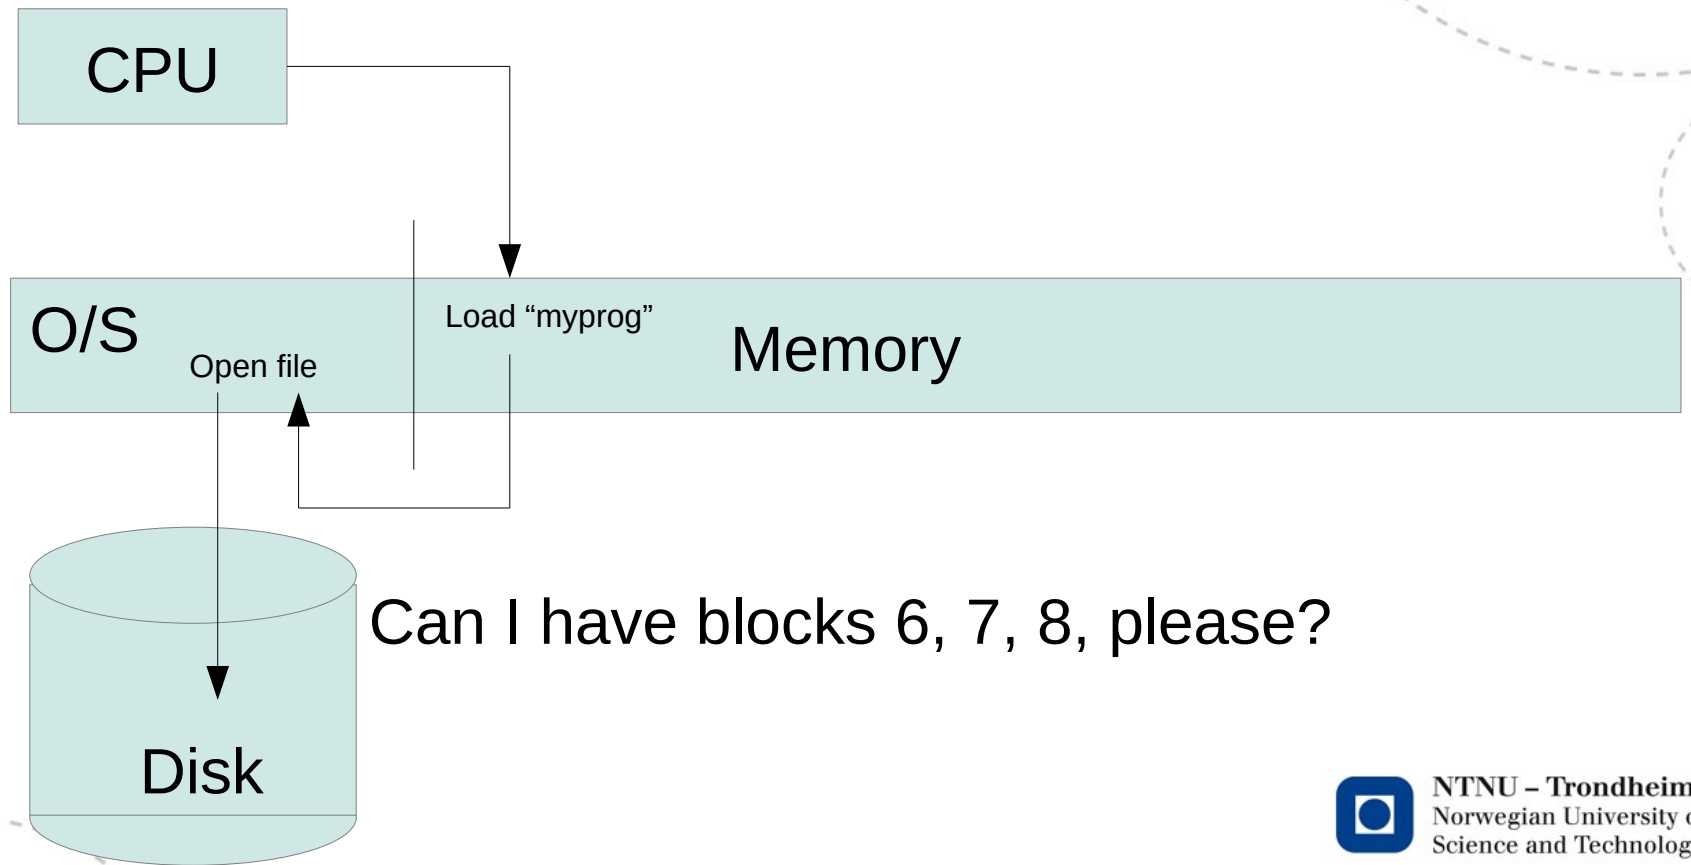 CPU
O/S
Load “myprog”
Memory
Open file
Can I have blocks 6, 7, 8, please?
Disk
NTNU – Trondheim
Norwegian University
Science and